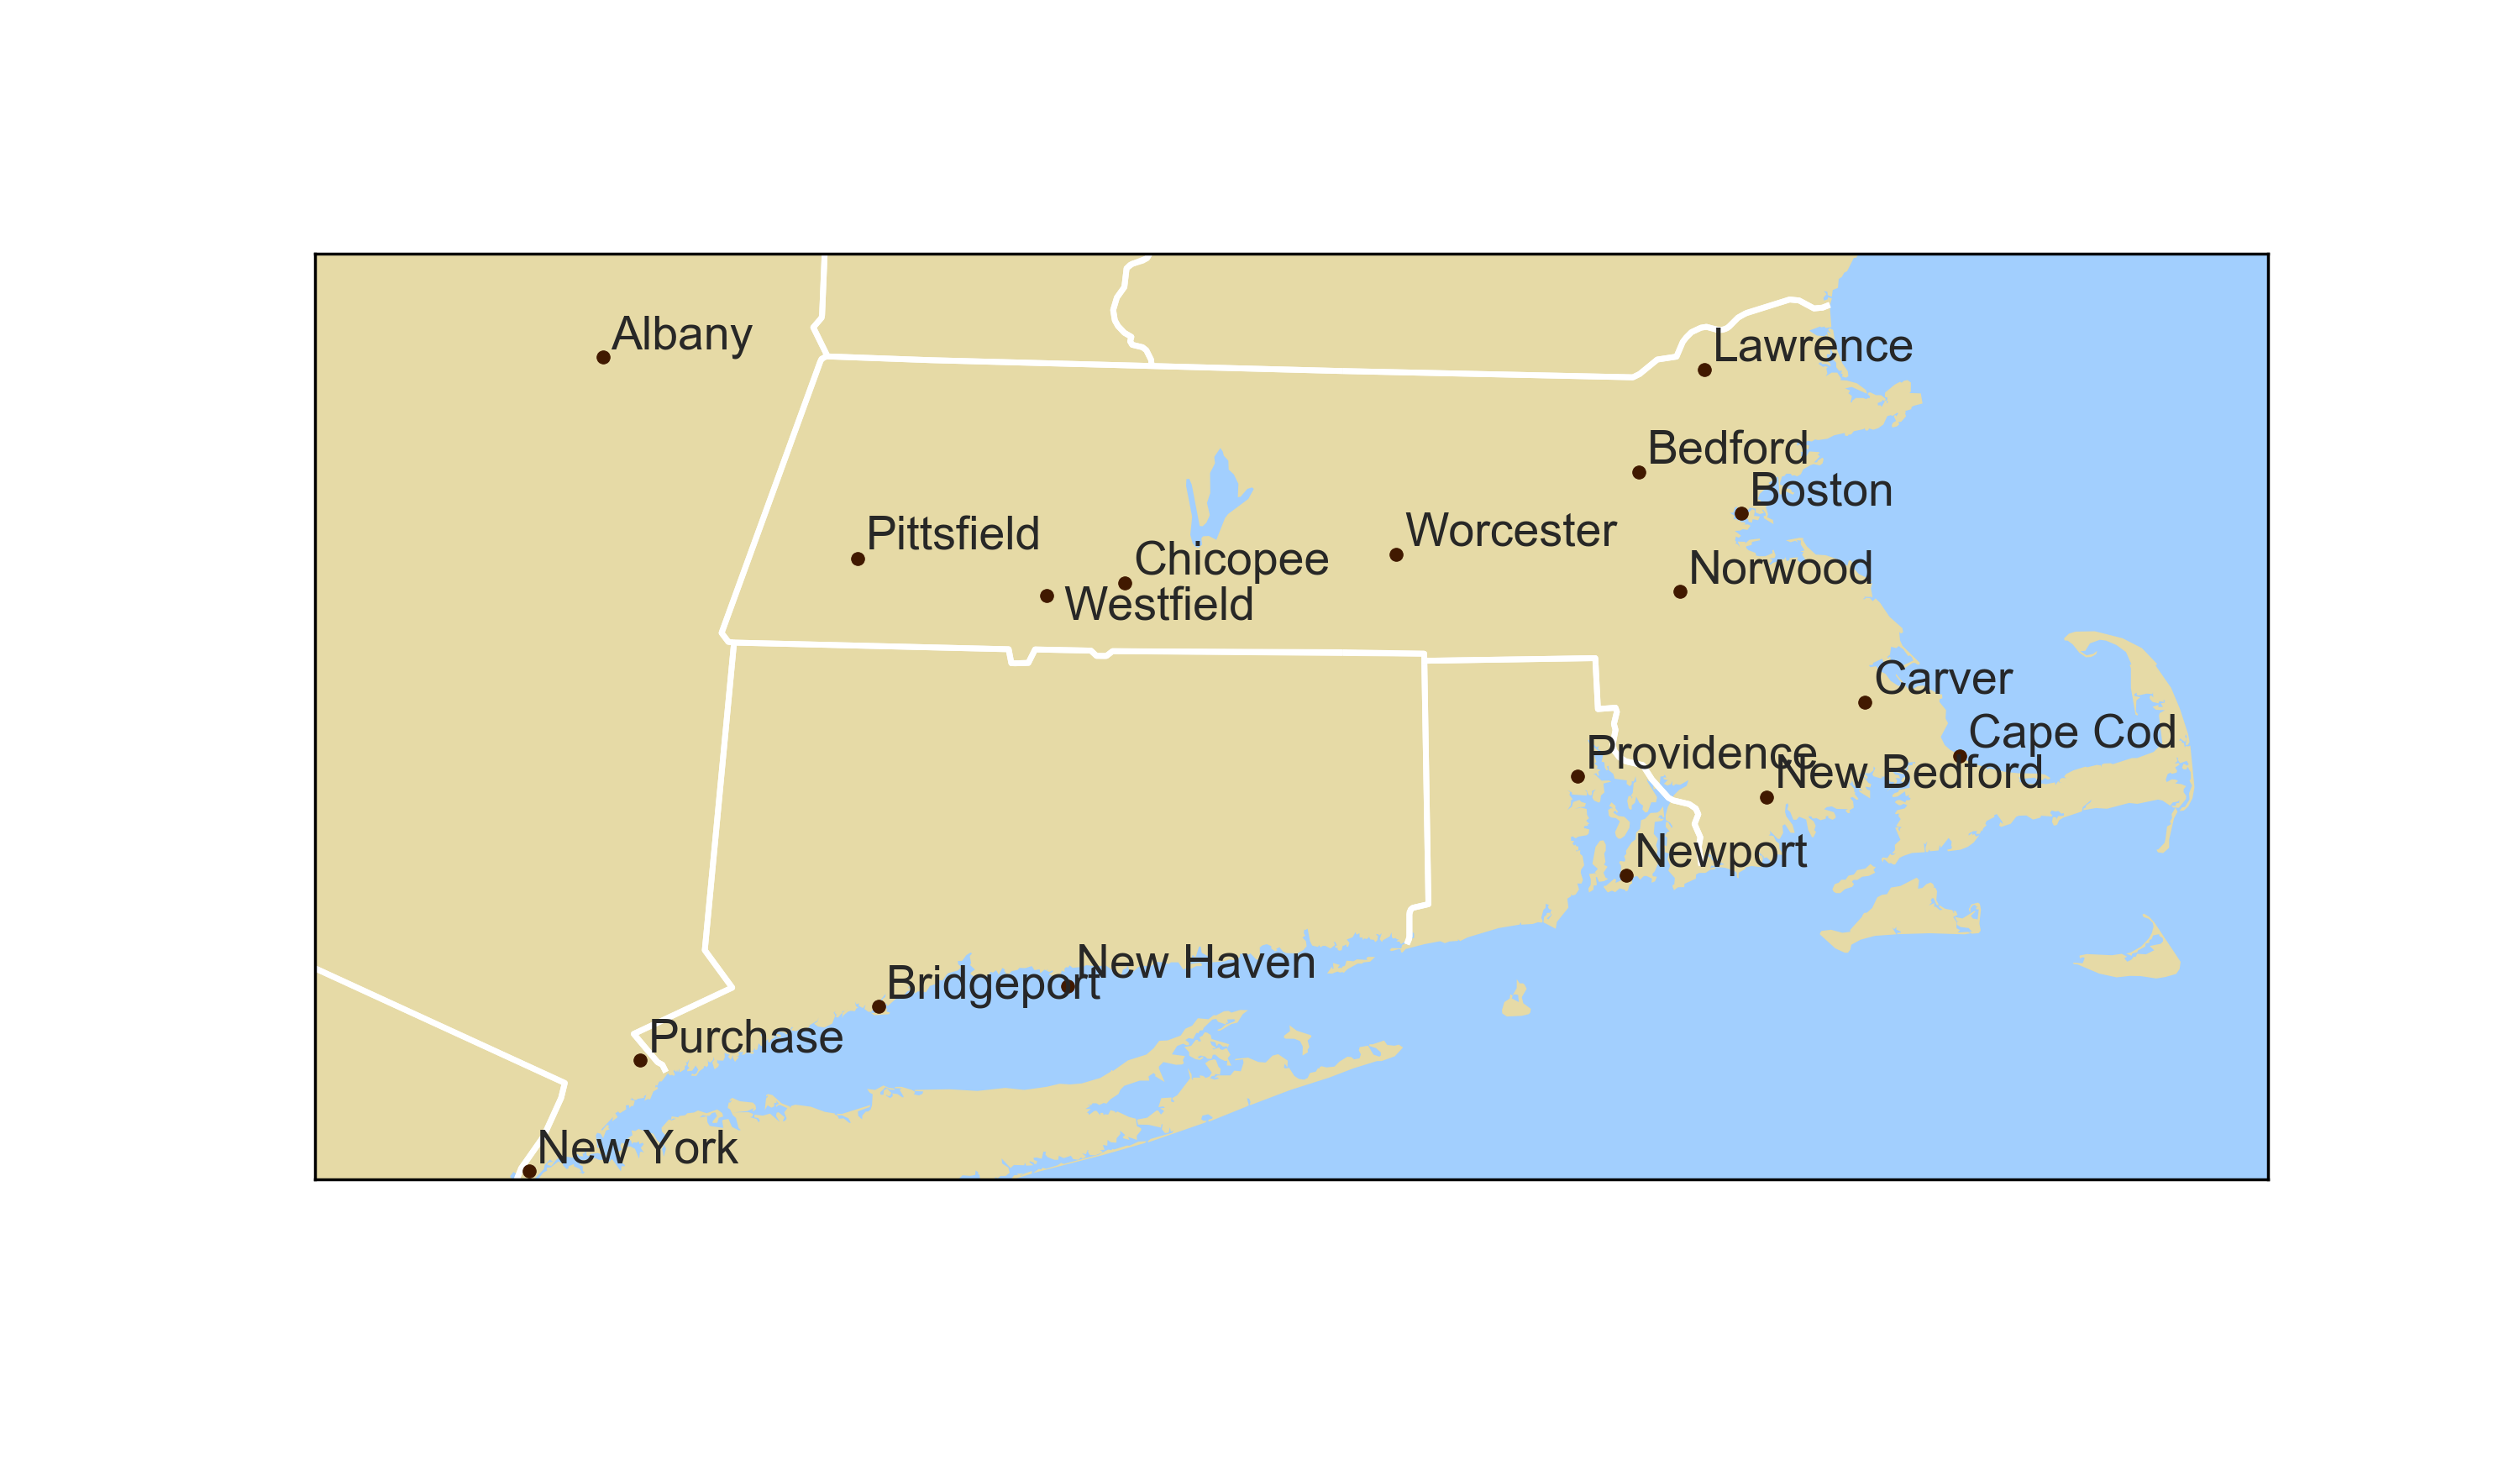 Albany
Lawrence
Bedford
Boston
Worcester
Pittsfield
Chicopee
Norwood
Westfield
Carver
Cape Cod
Providence
New Bedford
Newport
New Haven
Bridgeport
Purchase
New York